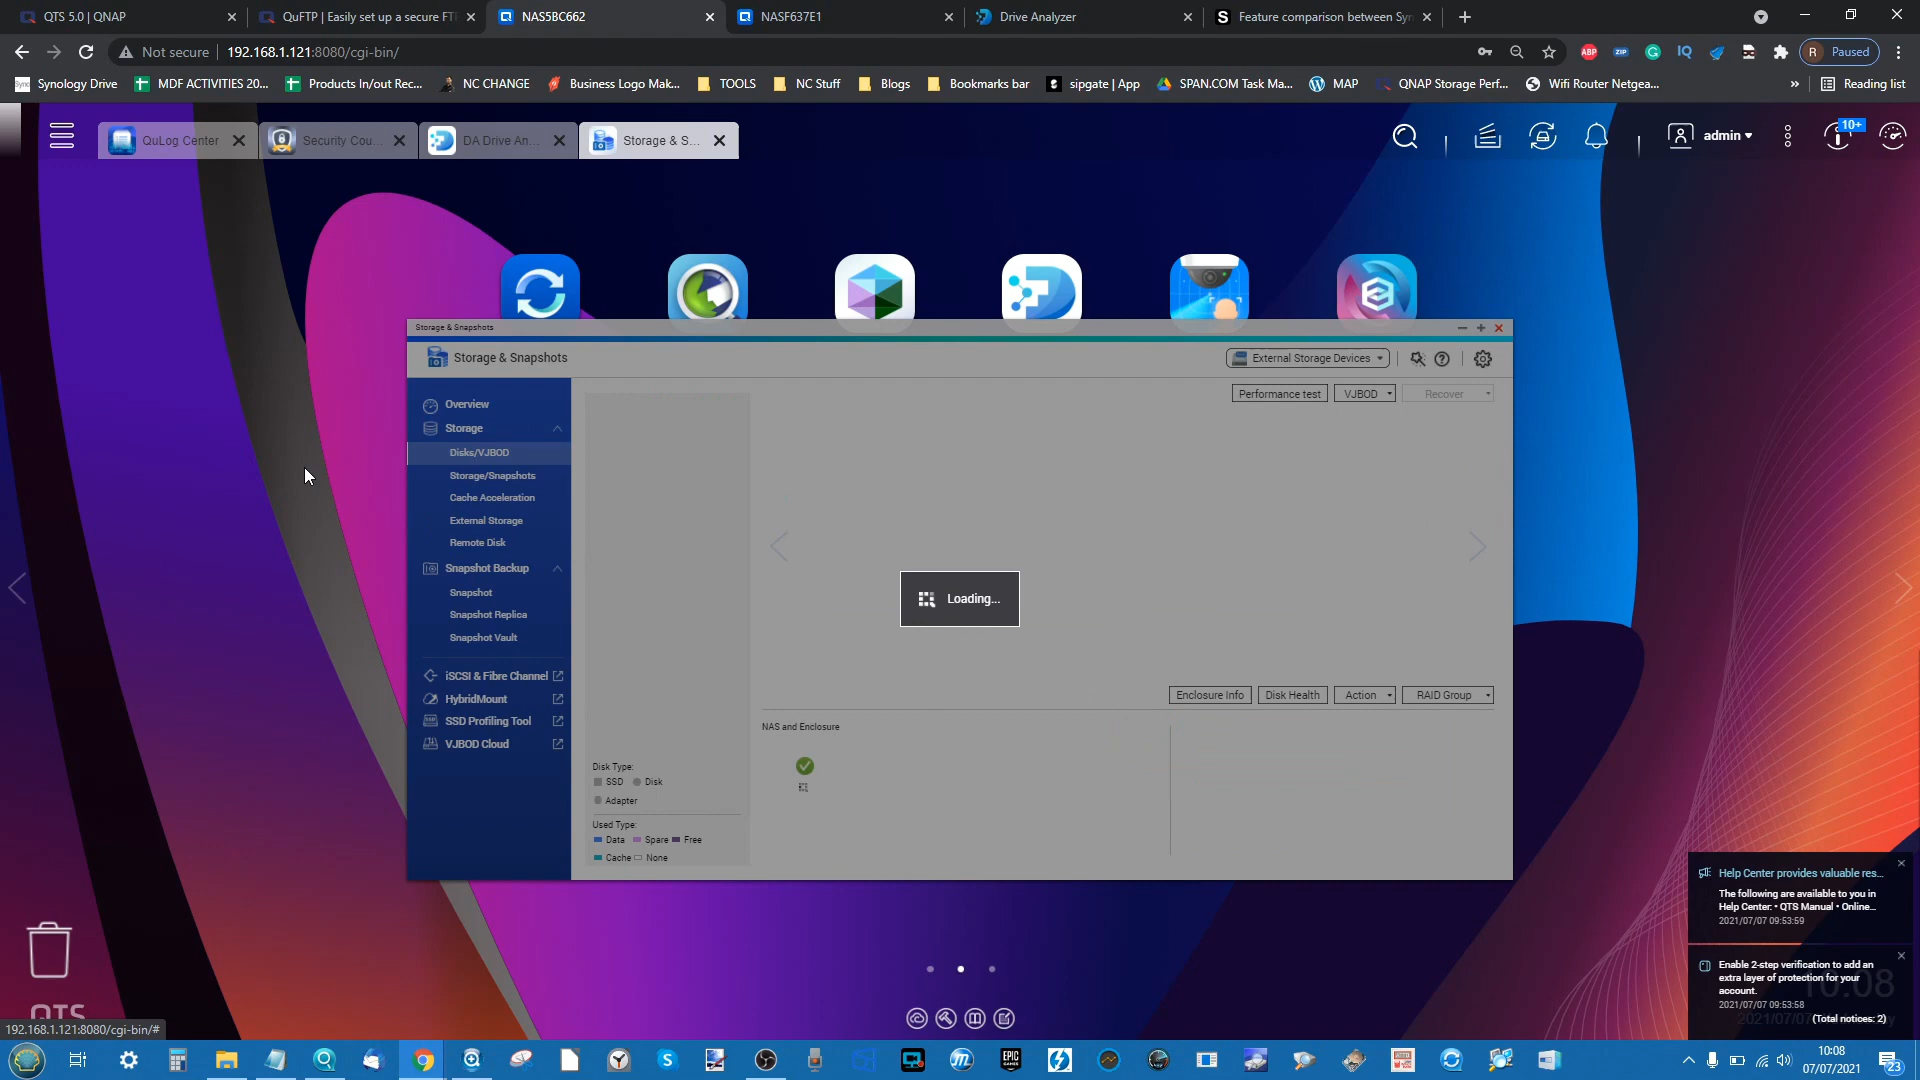 QTS 5.0 | QNAP
QuFTP | Easily set up a secure FT
NAS5BC662
NASF637E1
Drive Analyzer
Feature comparison between Syn
Not secure
192.168.1.121:8080/cgi-bin/
ABP
ZIP
IQ
R Paused
Synology Drive
MDF ACTIVITIES 20...
Products In/out Rec...
NC CHANGE
Business Logo Mak...
TOOLS
NC Stuff
Blogs
Bookmarks bar
sipgate | App
SPAN.COM Task Ma...
MAP
QNAP Storage Perf...
Wifi Router Netgea...
»
Reading list
QuLog Center
Security Cou...
DA Drive An...
Storage & S...
admin
10+
Storage & Snapshots
Storage & Snapshots
External Storage Devices
Overview
Storage
Disks/VJBOD
Storage/Snapshots
Cache Acceleration
External Storage
Remote Disk
Snapshot Backup
Snapshot
Snapshot Replica
Snapshot Vault
iSCSI & Fibre Channel
HybridMount
SSD Profiling Tool
VJBOD Cloud
Performance test
VJBOD
Recover
Loading...
Enclosure Info
Disk Health
Action
RAID Group
NAS and Enclosure
Disk Type:
SSD
Disk
Adapter
Used Type:
Data
Spare
Free
Cache
None
Help Center provides valuable res...
The following are available to you in
Help Center: • QTS Manual • Online...
2021/07/07 09:53:59
Enable 2-step verification to add an
extra layer of protection for your
account.
2021/07/07 09:53:58
(Total notices: 2)
10:08
QTS
192.168.1.121:8080/cgi-bin/#
10:08
07/07/2021
23